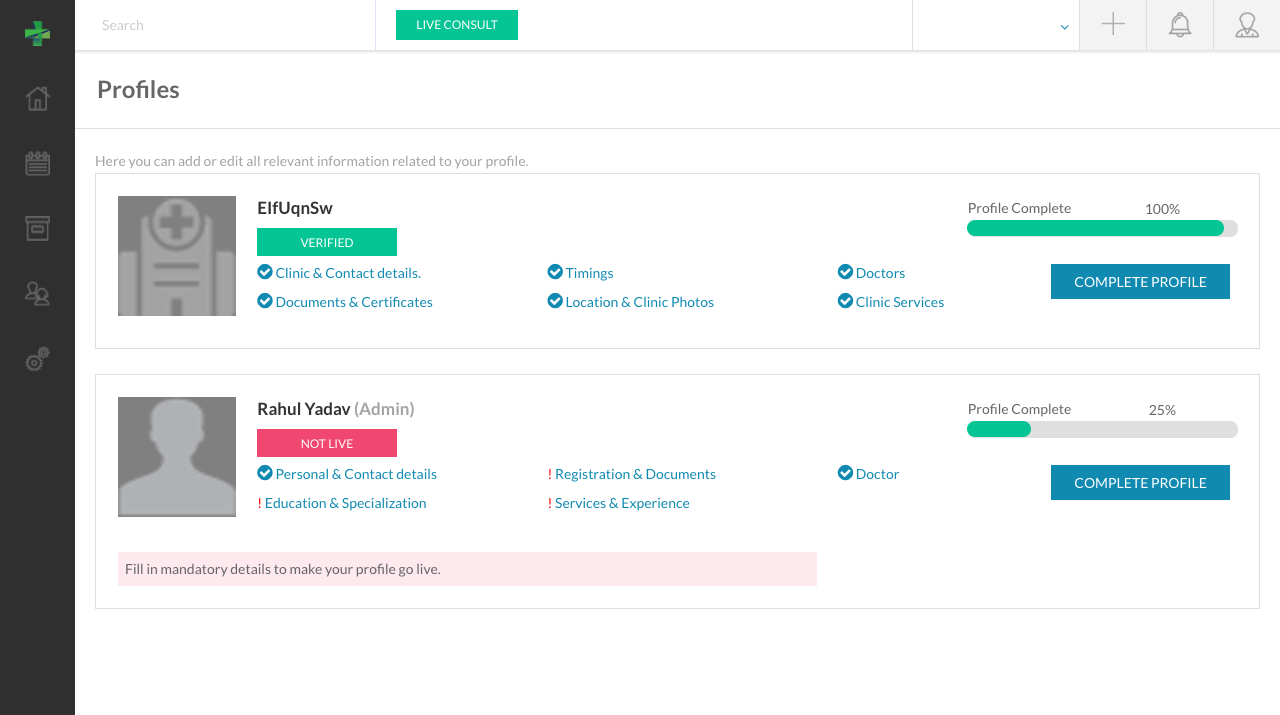 Search
LIVE CONSULT
Profiles
Here you can add or edit all relevant information related to your profile.
EIfUqnSw
Profile Complete 100%
VERIFIED
Clinic & Contact details. Timings Doctors
COMPLETE PROFILE
Documents & Certificates Location & Clinic Photos Clinic Services
Rahul Yadav (Admin)
Profile Complete 25%
NOT LIVE
Personal & Contact details ! Registration & Documents Doctor
COMPLETE PROFILE
! Education & Specialization ! Services & Experience
Fill in mandatory details to make your profile go live.